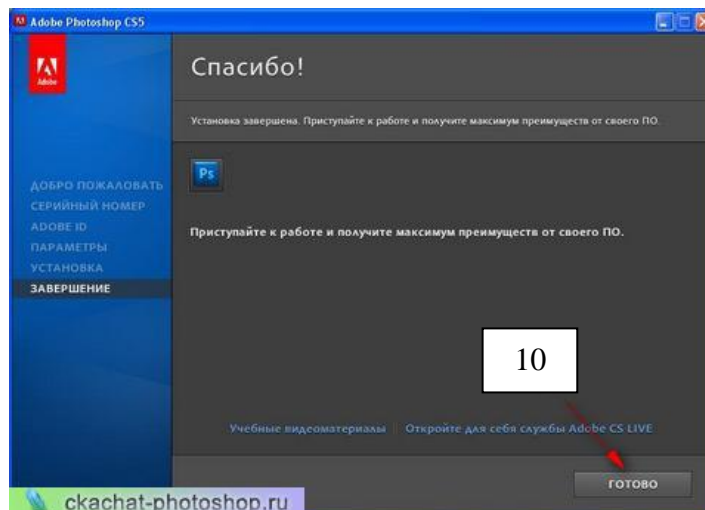 Adobe Photoshop CS5
Adobe
Спасибо!
Установка завершена. Приступайте к работе и получите максимум преимуществ от своего ПО.
ДОБРО ПОЖАЛОВАТЬ
СЕРИЙНЫЙ НОМЕР
ADOBE ID
ПАРАМЕТРЫ
УСТАНОВКА
ЗАВЕРШЕНИЕ
Ps
Приступайте к работе и получите максимум преимуществ от своего ПО.
10
Учебные видеоматериалы
Откройте для себя службы Adobe CS LIVE
ГОТОВО
ckachat-photoshop.ru